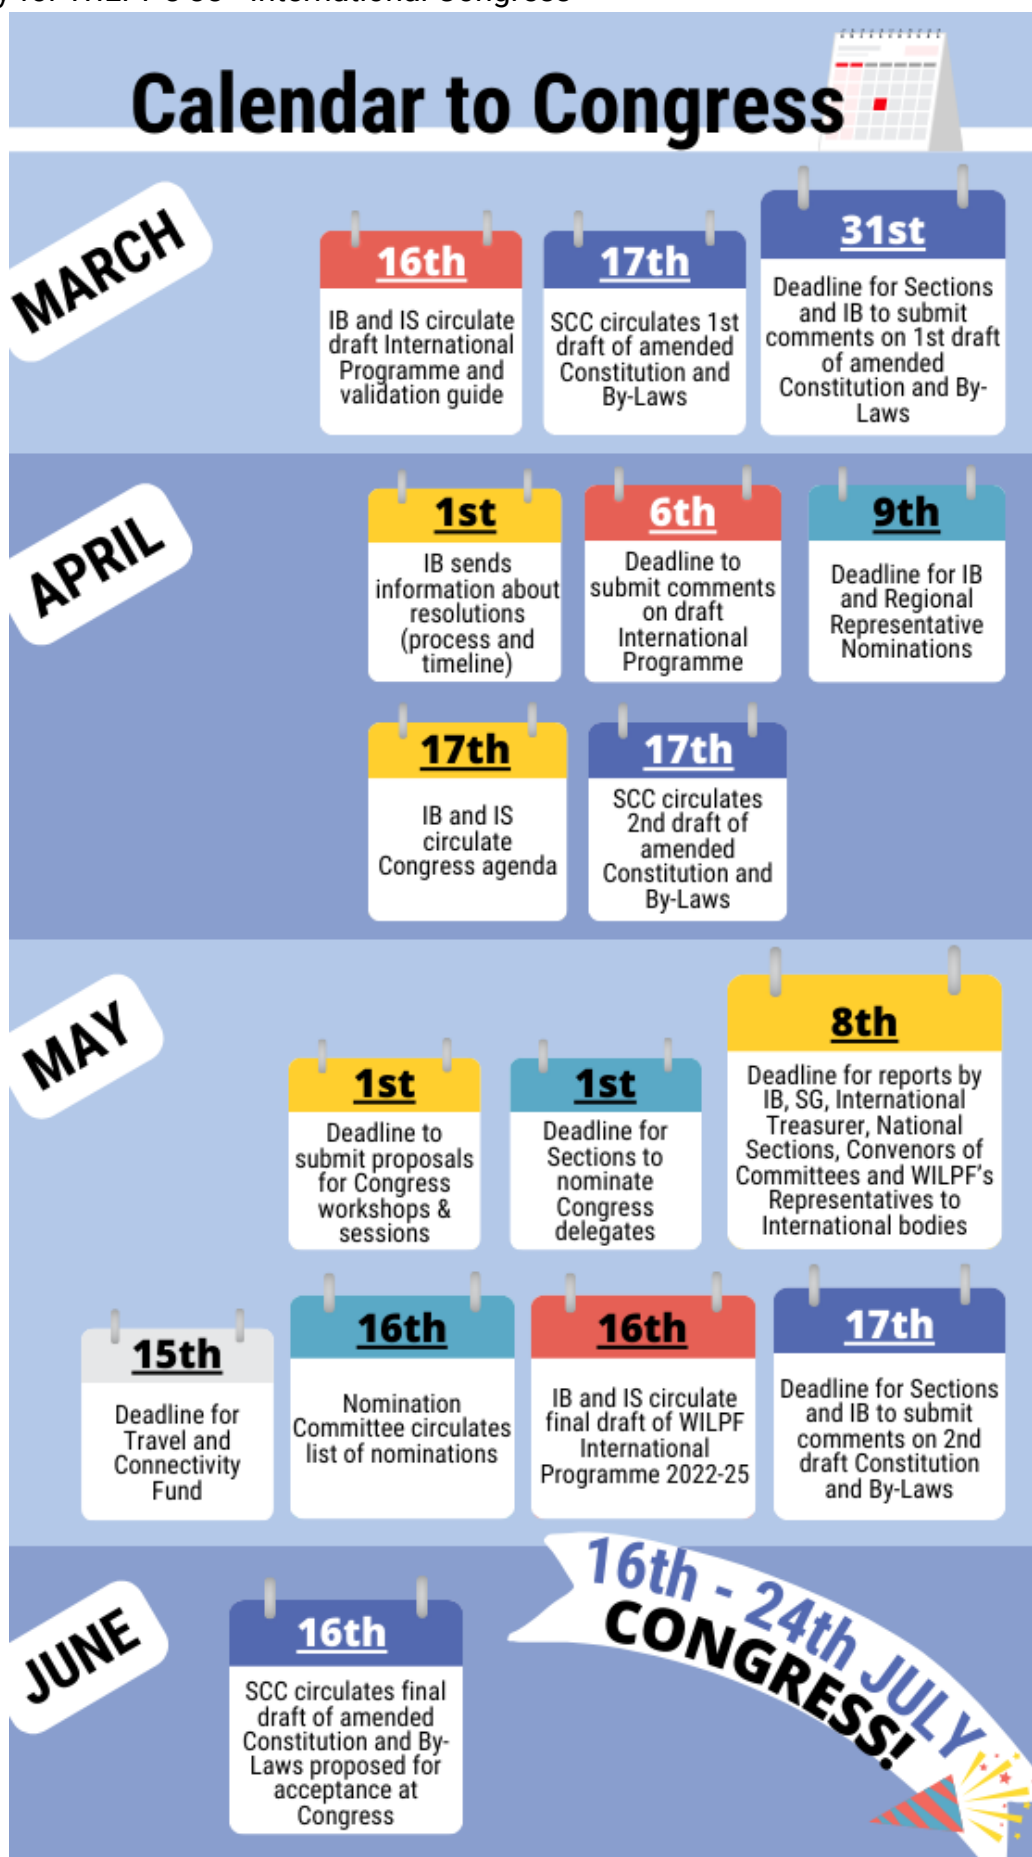 Calendar to Congress
MARCH
16th
IB and IS circulate
draft International
Programme and
validation guide
17th
SCC circulates 1st
draft of amended
Constitution and
By-Laws
31st
Deadline for Sections
and IB to submit
comments on 1st draft
of amended
Constitution and By-
Laws
APRIL
1st
IB sends
information about
resolutions
(process and
timeline)
6th
Deadline to
submit comments
on draft
International
Programme
9th
Deadline for IB
and Regional
Representative
Nominations
17th
IB and IS
circulate
Congress agenda
17th
SCC circulates
2nd draft of
amended
Constitution and
By-Laws
MAY
1st
Deadline to
submit proposals
for Congress
workshops &
sessions
1st
Deadline for
Sections to
nominate
Congress
delegates
8th
Deadline for reports by
IB, SG, International
Treasurer, National
Sections, Convenors of
Committees and WILPF's
Representatives to
International bodies
15th
Deadline for
Travel and
Connectivity
Fund
16th
Nomination
Committee circulates
list of nominations
16th
IB and IS circulate
final draft of WILPF
International
Programme 2022-25
17th
Deadline for Sections
and IB to submit
comments on 2nd
draft Constitution
and By-Laws
JUNE
16th
SCC circulates final
draft of amended
Constitution and By-
Laws proposed for
acceptance at
Congress
16th - 24th JULY
CONGRESS!